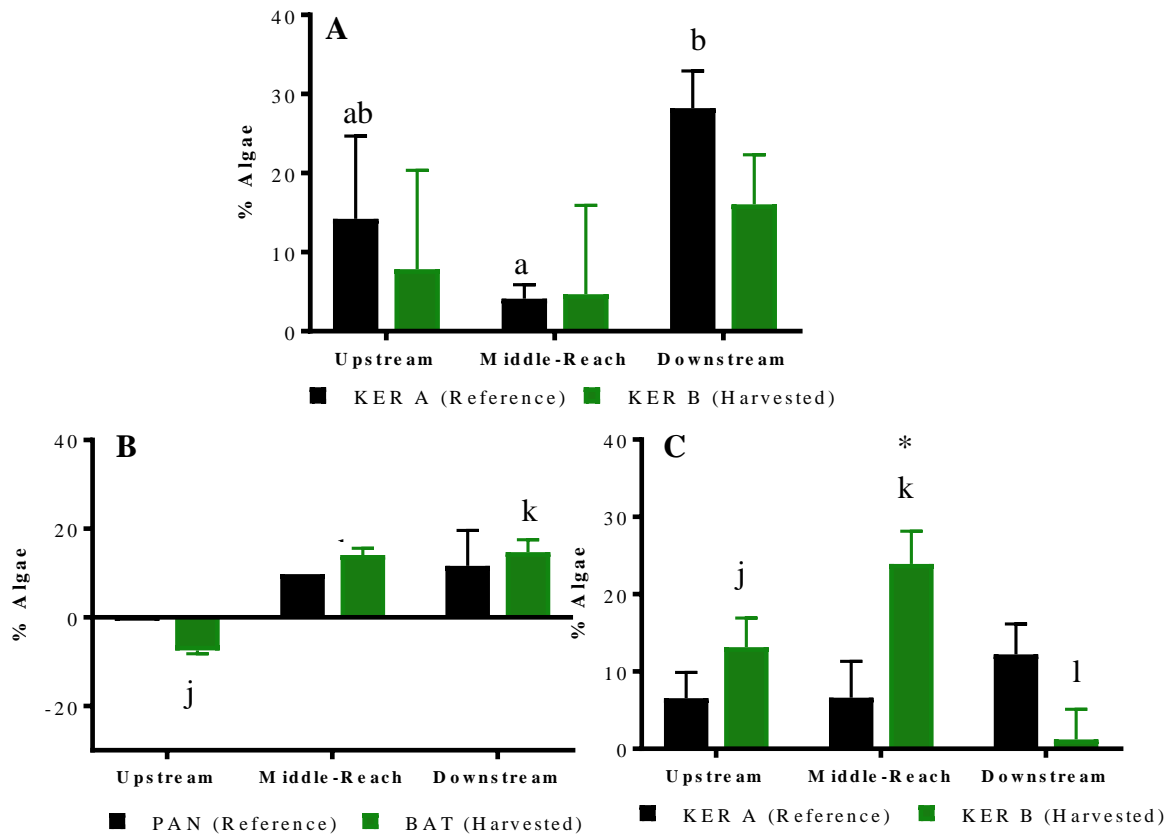 A
% Algae
40
30
20
10
0
ab
a
b
Upstream Middle-Reach Downstream
KER A (Reference) KER B (Harvested)
B
% Algae
40
20
0
-20
j
k
Upstream Middle-Reach Downstream
PAN (Reference) BAT (Harvested)
C
% Algae
40
30
20
10
0
j
*
k
l
Upstream Middle-Reach Downstream
KER A (Reference) KER B (Harvested)